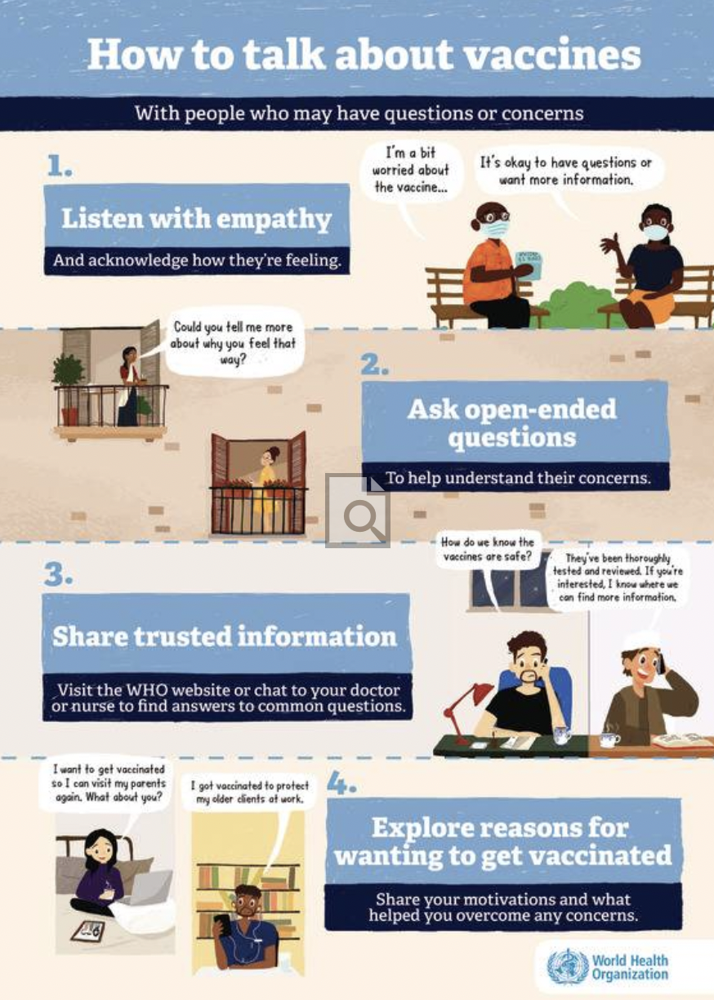 How to talk about vaccines
With people who may have questions or concerns
1.
Listen with empathy
And acknowledge how they're feeling.
I'm a bit
worried about
the vaccine...
It's okay to have questions or
want more information.
Could you tell me more
about why you feel that
way?
2.
Ask open-ended
questions
To help understand their concerns.
3.
Share trusted information
Visit the WHO website or chat to your doctor
or nurse to find answers to common questions.
How do we know the
vaccines are safe?
They've been thoroughly
tested and reviewed. If you're
interested, I know where we
can find more information.
I want to get vaccinated
so I can visit my parents
again. What about you?
I got vaccinated to protect
my older clients at work.
4.
Explore reasons for
wanting to get vaccinated
Share your motivations and what
helped you overcome any concerns.
World Health
Organization